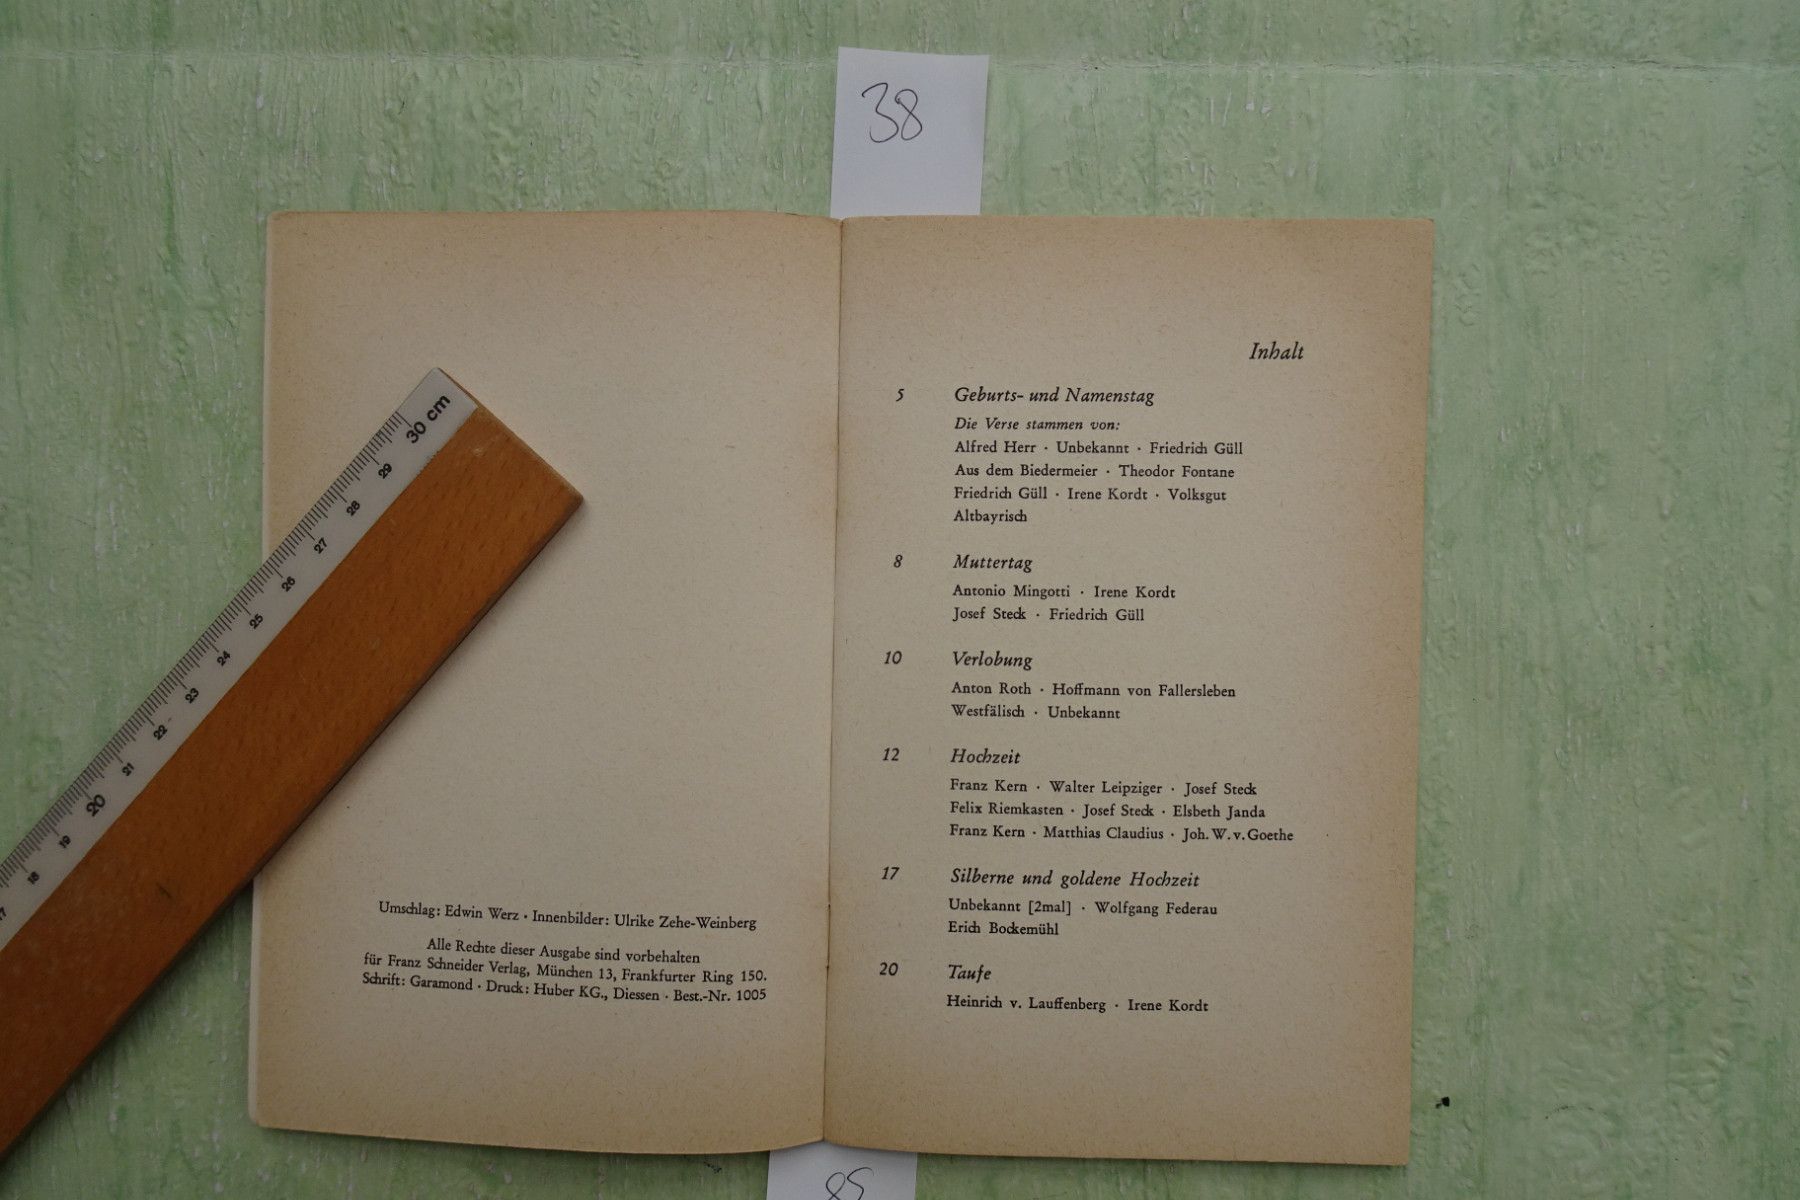 38
30 cm
29
28
27
26
25
24
23
22
21
20
19
18
17
Umschlag: Edwin Werz · Innenbilder: Ulrike Zehe-Weinberg
Alle Rechte dieser Ausgabe sind vorbehalten
für Franz Schneider Verlag, München 13, Frankfurter Ring 150.
Schrift: Garamond · Druck: Huber KG., Diessen · Best.-Nr. 1005
Inhalt
5 Geburts- und Namenstag
Die Verse stammen von:
Alfred Herr · Unbekannt · Friedrich Güll
Aus dem Biedermeier · Theodor Fontane
Friedrich Güll · Irene Kordt · Volksgut
Altbayrisch
8 Muttertag
Antonio Mingotti · Irene Kordt
Josef Steck · Friedrich Güll
10 Verlobung
Anton Roth · Hoffmann von Fallersleben
Westfälisch · Unbekannt
12 Hochzeit
Franz Kern · Walter Leipziger · Josef Steck
Felix Riemkasten · Josef Steck · Elsbeth Janda
Franz Kern · Matthias Claudius · Joh. W. v. Goethe
17 Silberne und goldene Hochzeit
Unbekannt [2mal] · Wolfgang Federau
Erich Bockemühl
20 Taufe
Heinrich v. Lauffenberg · Irene Kordt